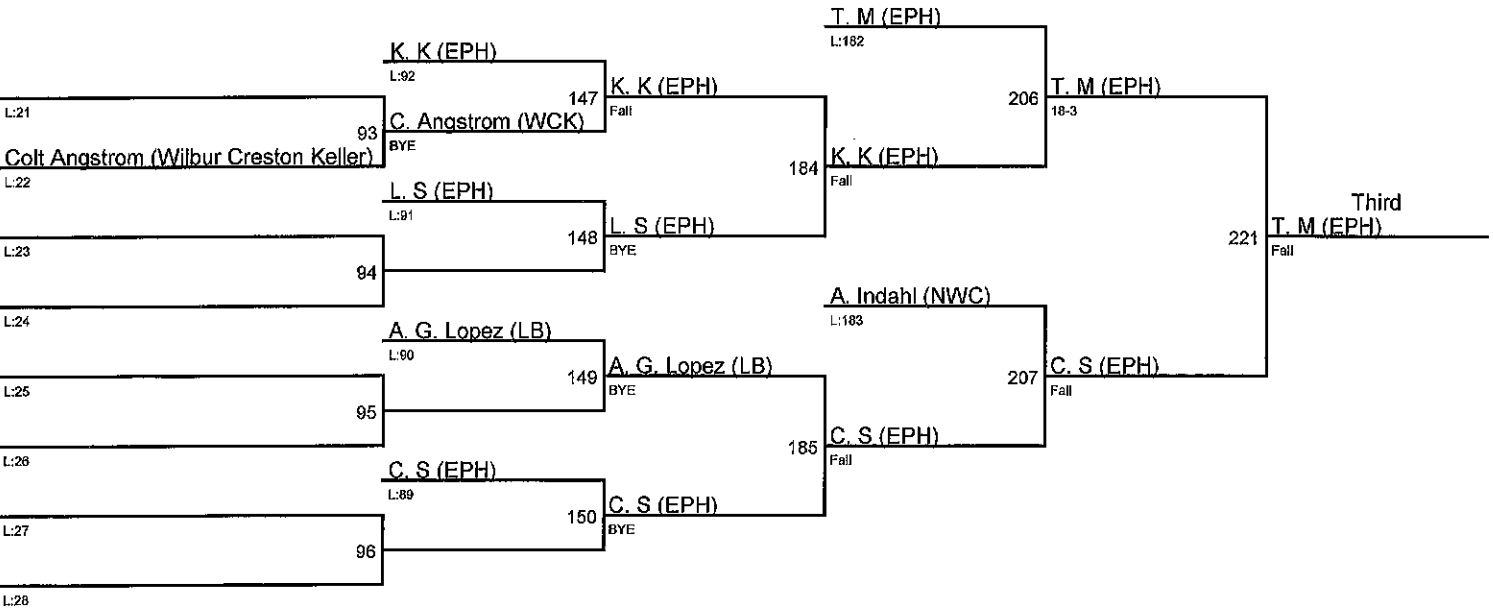 T. M (EPH)
L:182
K. K (EPH)
L:92
147
K. K (EPH)
Fall
206
T. M (EPH)
18-3
L:21
93
C. Angstrom (WCK)
BYE
Colt Angstrom (Wilbur Creston Keller)
L:22
184
K. K (EPH)
Fall
L. S (EPH)
L:91
148
L. S (EPH)
BYE
Third
221
T. M (EPH)
Fall
L:23
94
L:24
A. Indahl (NWC)
L:183
A. G. Lopez (LB)
L:90
149
A. G. Lopez (LB)
BYE
207
C. S (EPH)
Fall
L:25
95
L:26
185
C. S (EPH)
Fall
C. S (EPH)
L:89
150
C. S (EPH)
BYE
L:27
96
L:28